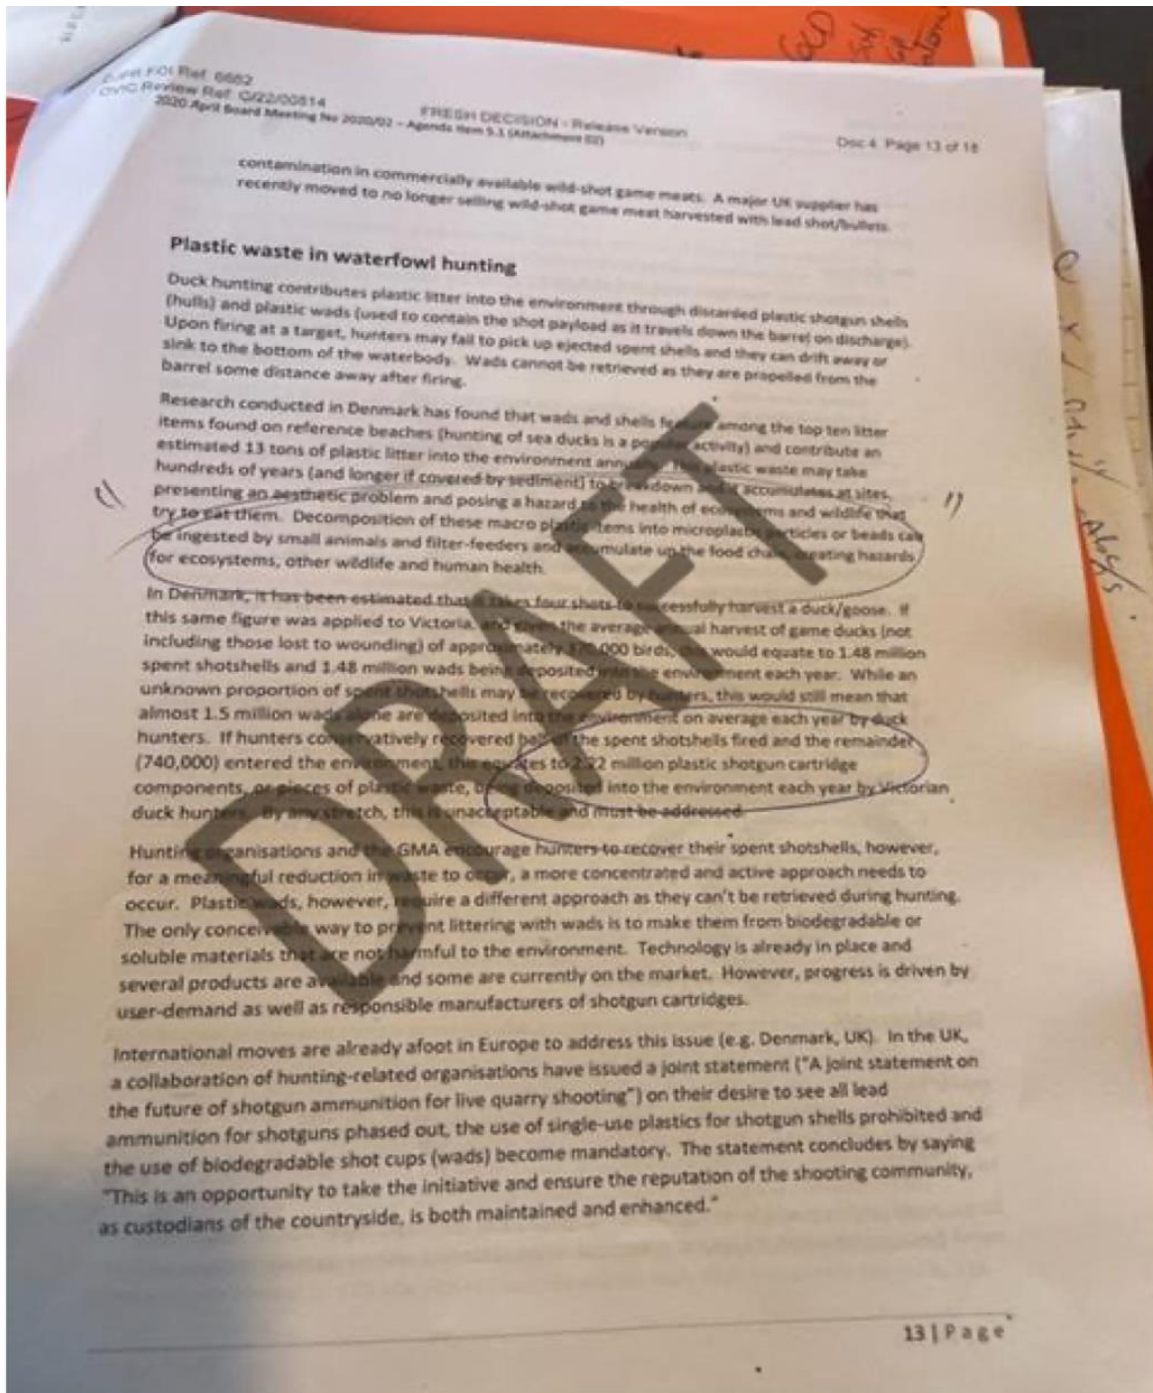 FOI Ref 6682
OVIC Review Ref: C/22/00814
FRESH DECISION - Release Version
2020 April Board Meeting No 2020/02 – Agenda Item 5.1 (Attachment 02)
Doc 4 Page 13 of 18
contamination in commercially available wild-shot game meats. A major UK supplier has
recently moved to no longer selling wild-shot game meat harvested with lead shot/bullets.
Plastic waste in waterfowl hunting
Duck hunting contributes plastic litter into the environment through discarded plastic shotgun shells
(hulls) and plastic wads (used to contain the shot payload as it travels down the barrel on discharge).
Upon firing at a target, hunters may fail to pick up ejected spent shells and they can drift away or
sink to the bottom of the waterbody. Wads cannot be retrieved as they are propelled from the
barrel some distance away after firing.
Research conducted in Denmark has found that wads and shells feature among the top ten litter
items found on reference beaches (hunting of sea ducks is a popular activity) and contribute an
estimated 13 tons of plastic litter into the environment annually. This plastic waste may take
hundreds of years (and longer if covered by sediment) to breakdown and it accumulates at sites,
presenting an aesthetic problem and posing a hazard to the health of ecosystems and wildlife that
try to eat them. Decomposition of these macro plastic items into microplastic particles or beads can
be ingested by small animals and filter-feeders and accumulate up the food chain, creating hazards
for ecosystems, other wildlife and human health.
In Denmark, it has been estimated that it takes four shots to successfully harvest a duck/goose. If
this same figure was applied to Victoria, and given the average annual harvest of game ducks (not
including those lost to wounding) of approximately 370,000 birds, this would equate to 1.48 million
spent shotshells and 1.48 million wads being deposited into the environment each year. While an
unknown proportion of spent shotshells may be recovered by hunters, this would still mean that
almost 1.5 million wads alone are deposited into the environment on average each year by duck
hunters. If hunters conservatively recovered half of the spent shotshells fired and the remainder
(740,000) entered the environment, this equates to 2.22 million plastic shotgun cartridge
components, or pieces of plastic waste, being deposited into the environment each year by Victorian
duck hunters. By any stretch, this is unacceptable and must be addressed.
Hunting organisations and the GMA encourage hunters to recover their spent shotshells, however,
for a meaningful reduction in waste to occur, a more concentrated and active approach needs to
occur. Plastic wads, however, require a different approach as they can't be retrieved during hunting.
The only conceivable way to prevent littering with wads is to make them from biodegradable or
soluble materials that are not harmful to the environment. Technology is already in place and
several products are available and some are currently on the market. However, progress is driven by
user-demand as well as responsible manufacturers of shotgun cartridges.
International moves are already afoot in Europe to address this issue (e.g. Denmark, UK). In the UK,
a collaboration of hunting-related organisations have issued a joint statement ("A joint statement on
the future of shotgun ammunition for live quarry shooting") on their desire to see all lead
ammunition for shotguns phased out, the use of single-use plastics for shotgun shells prohibited and
the use of biodegradable shot cups (wads) become mandatory. The statement concludes by saying
"This is an opportunity to take the initiative and ensure the reputation of the shooting community,
as custodians of the countryside, is both maintained and enhanced."
13 | Page
DRAFT